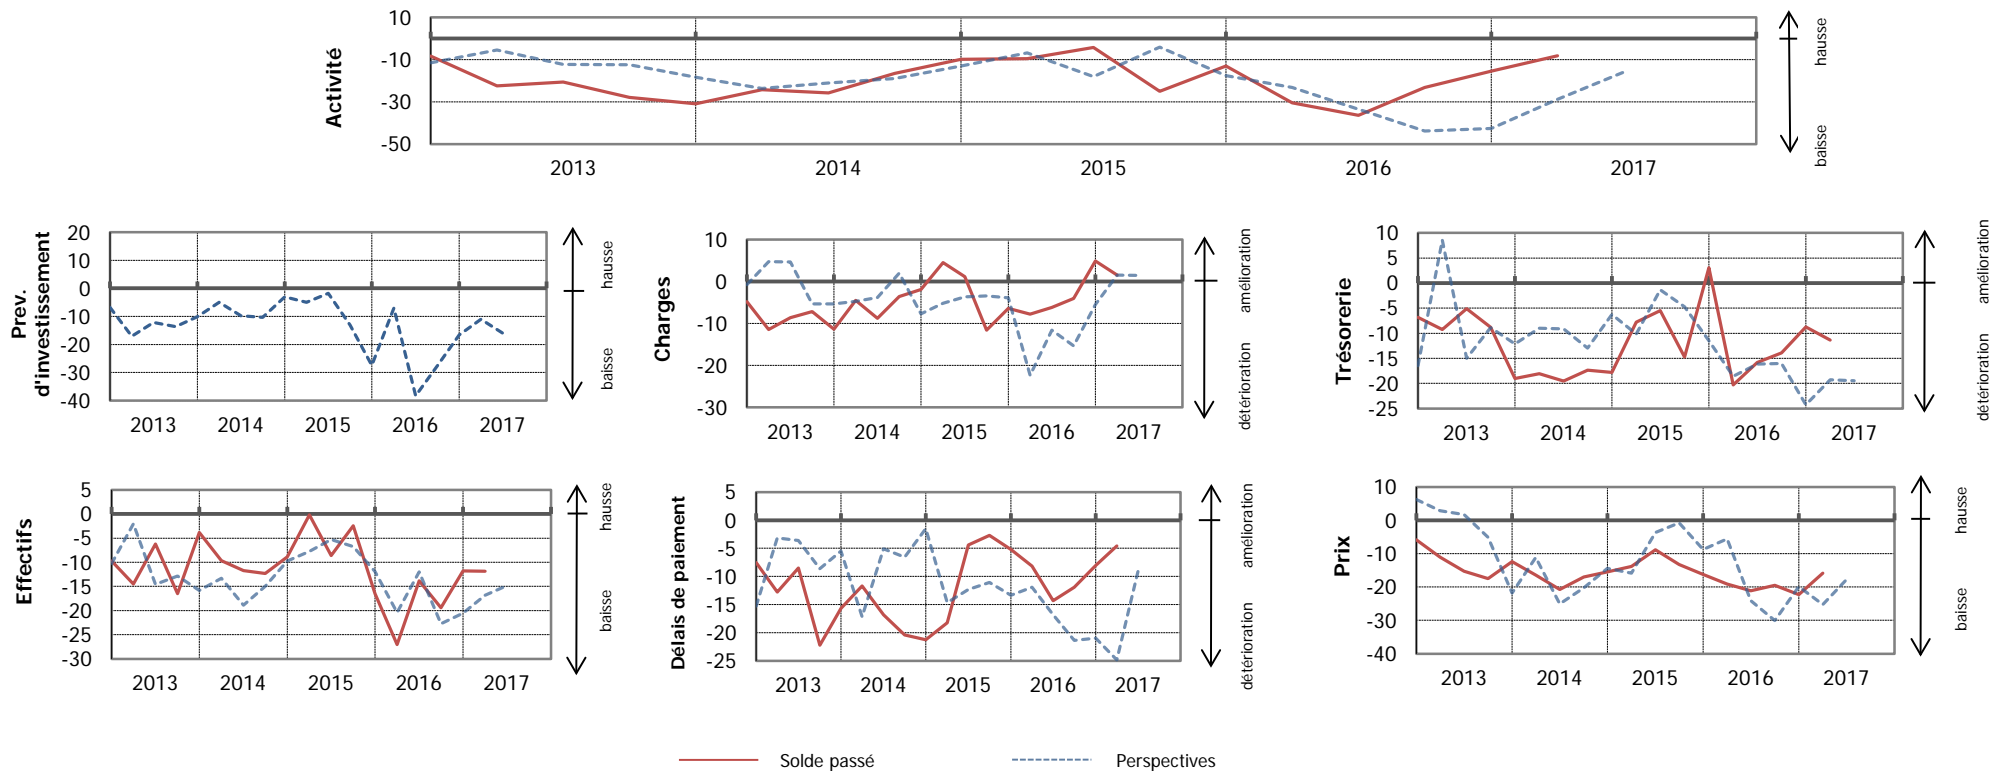 Activité
10
-10
-30
-50
2013 2014 2015 2016 2017
hausse
baisse
Prev.
d'investissement
20
10
0
-10
-20
-30
-40
2013 2014 2015 2016 2017
hausse
baisse
Charges
10
0
-10
-20
-30
2013 2014 2015 2016 2017
amélioration
détérioration
Trésorerie
10
5
0
-5
-10
-15
-20
-25
2013 2014 2015 2016 2017
amélioration
détérioration
Effectifs
5
0
-5
-10
-15
-20
-25
-30
2013 2014 2015 2016 2017
hausse
baisse
Délais de paiement
5
0
-5
-10
-15
-20
-25
2013 2014 2015 2016 2017
amélioration
détérioration
Prix
10
0
-10
-20
-30
-40
2013 2014 2015 2016 2017
hausse
baisse
Solde passé
Perspectives